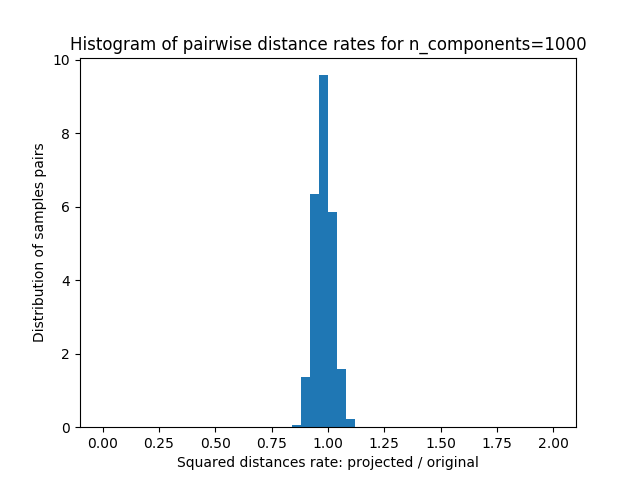 Histogram of pairwise distance rates for n_components=1000
10
8
6
4
2
0
Distribution of samples pairs
0.00 0.25 0.50 0.75 1.00 1.25 1.50 1.75 2.00
Squared distances rate: projected / original